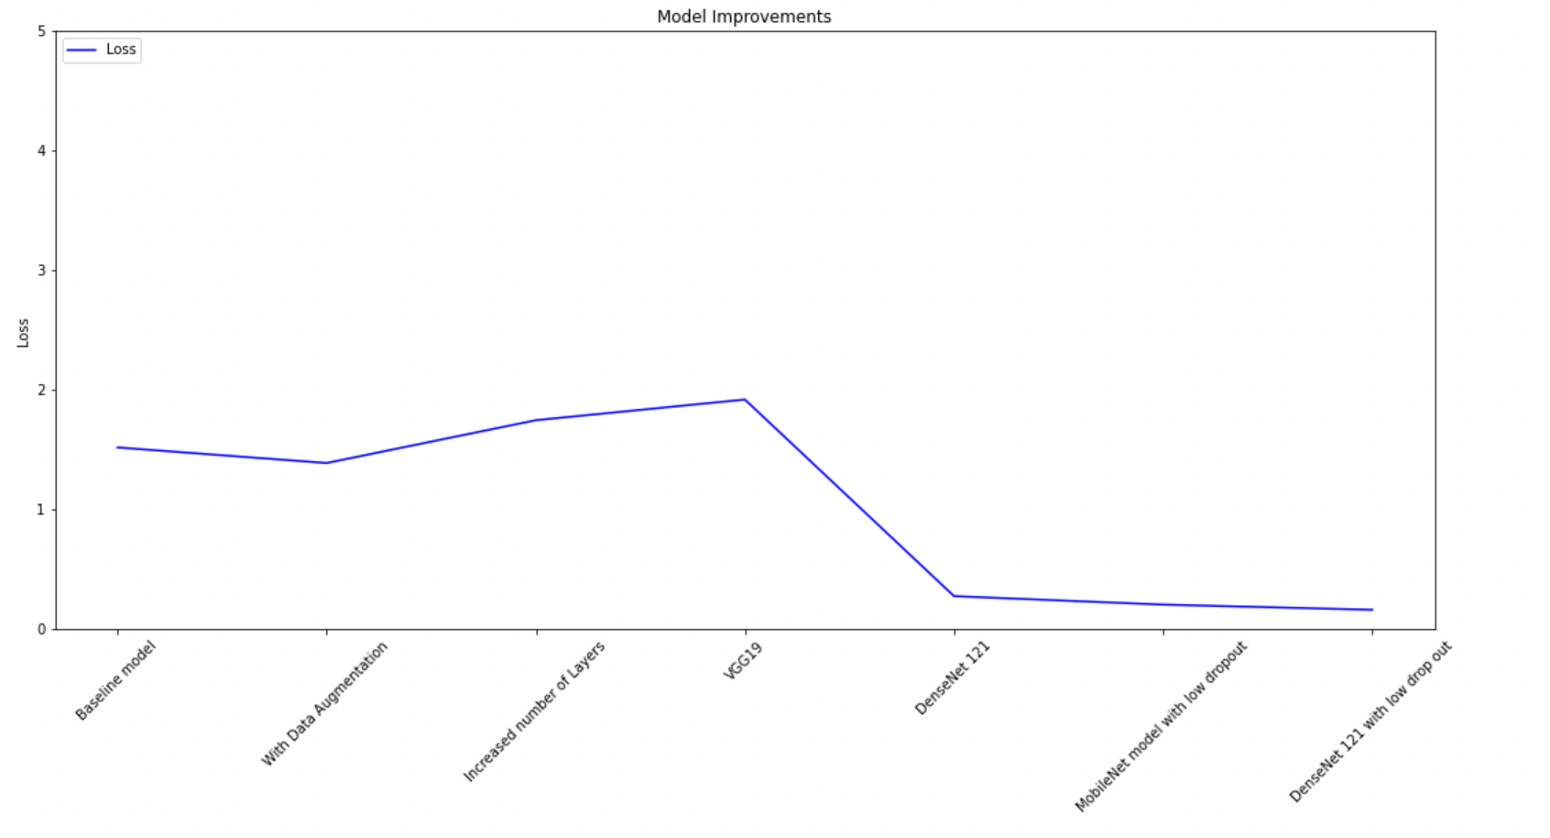 Model Improvements
Loss
5
4
3
2
1
0
Loss
Baseline model
With Data Augmentation
Increased number of Layers
VGG19
DenseNet 121
MobileNet model with low dropout
DenseNet 121 with low drop out